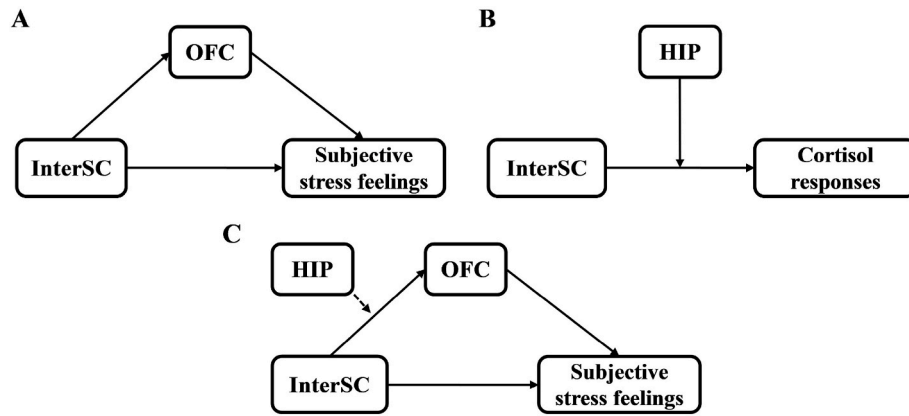 A
OFC
InterSC
Subjective
stress feelings
B
HIP
InterSC
Cortisol
responses
C
HIP
OFC
InterSC
Subjective
stress feelings